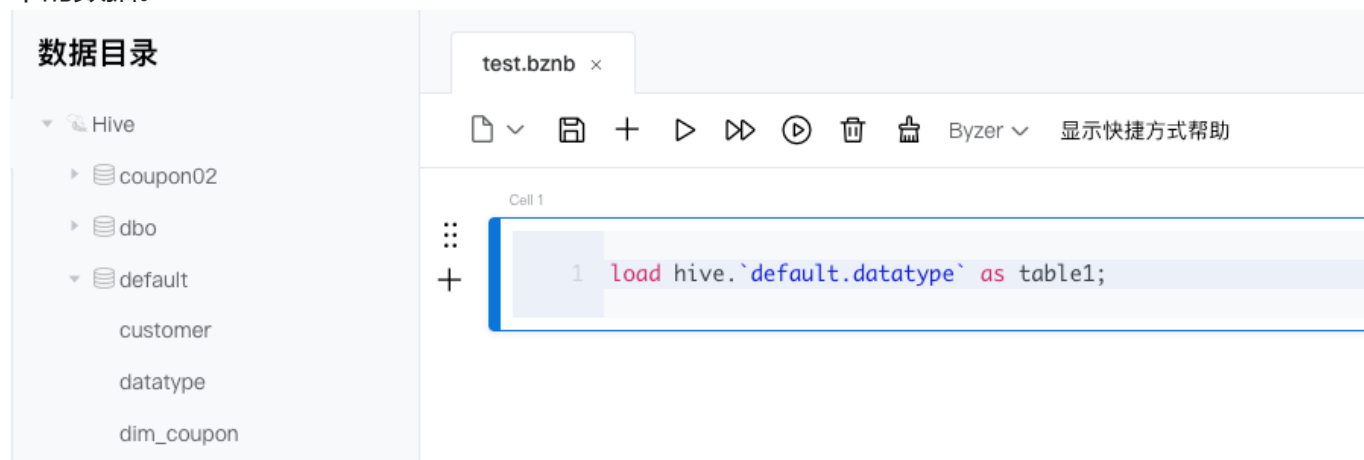 数据目录
Hive
coupon02
dbo
default
customer
datatype
dim_coupon
test.bznb ×
Byzer
显示快捷方式帮助
Cell 1
1 load hive.`default.datatype` as table1;